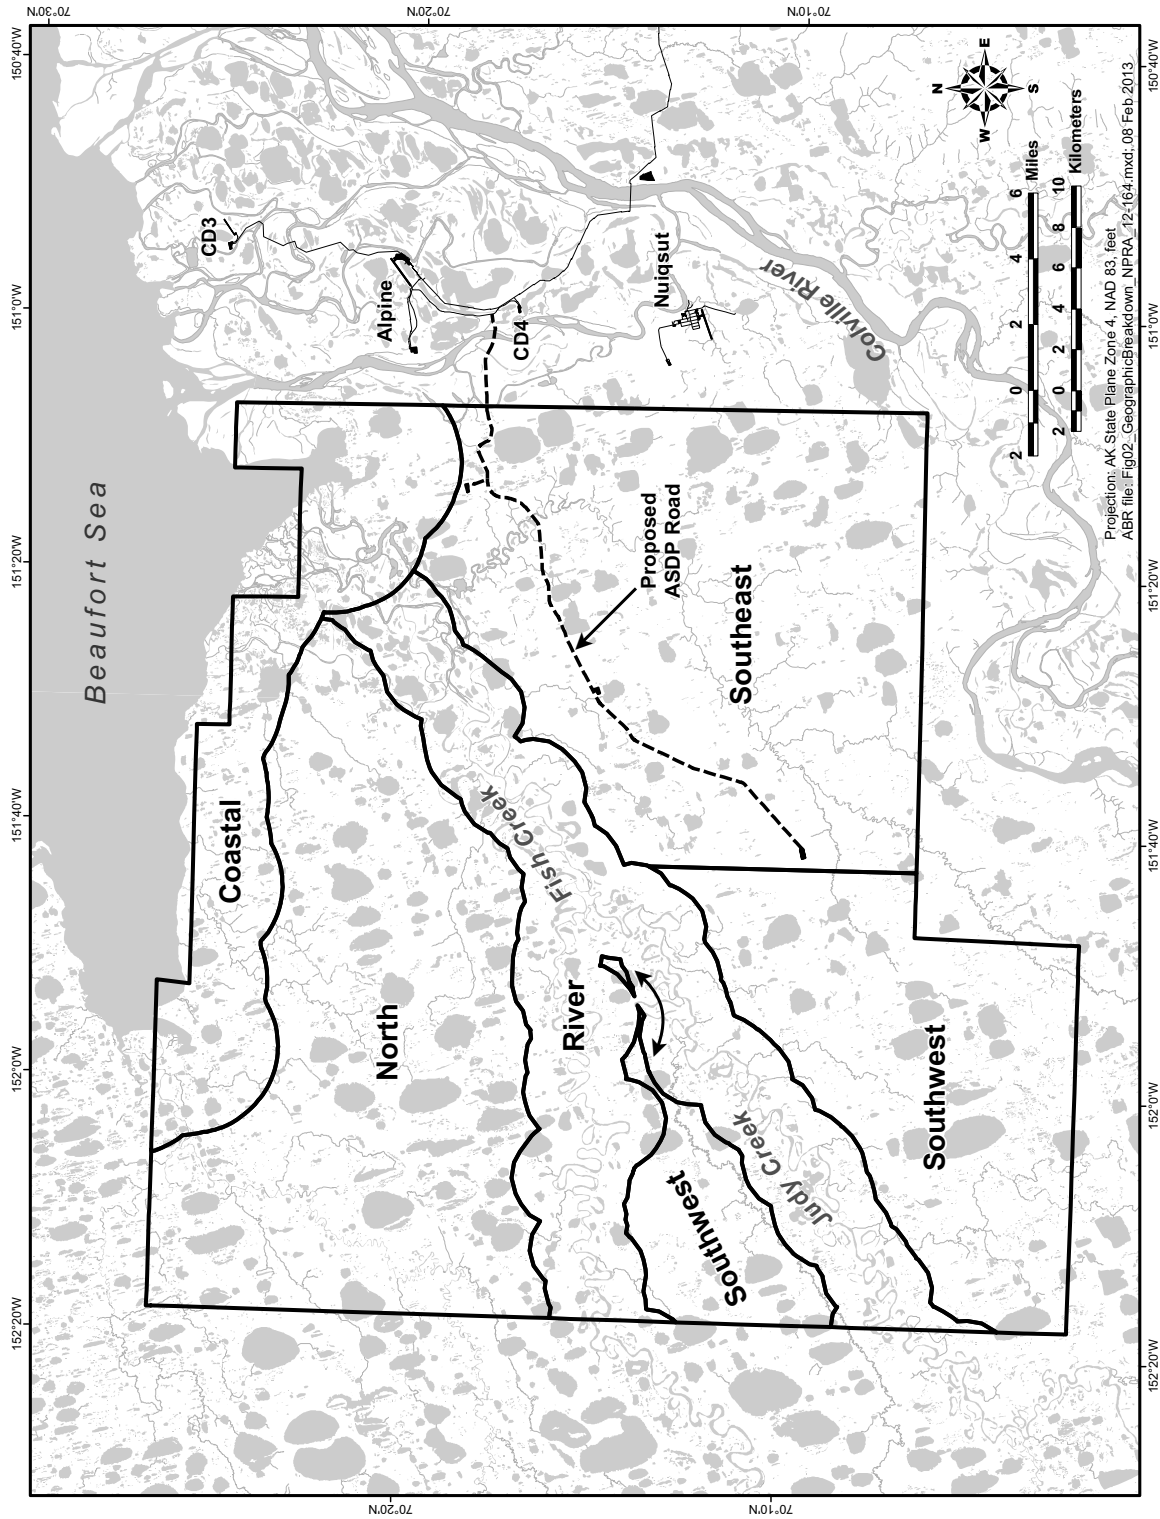 70°30'N
70°20'N
70°10'N
150°40'W
151°0'W
151°20'W
151°40'W
152°0'W
152°20'W
Beaufort Sea
CD3
Alpine
CD4
Nuiqsut
Colville River
Coastal
North
River
Fish Creek
Judy Creek
Southwest
Southwest
Southeast
Proposed
ASDP Road
N
E
S
W
2 0 2 4 6
Miles
2 0 2 4 6 8 10
Kilometers
Projection: AK State Plane Zone 4, NAD 83, feet
ABR file: Fig02_GeographicBreakdown_NPRA_12-164.mxd; 08 Feb 2013
150°40'W
151°0'W
151°20'W
151°40'W
152°0'W
152°20'W
70°20'N
70°10'N